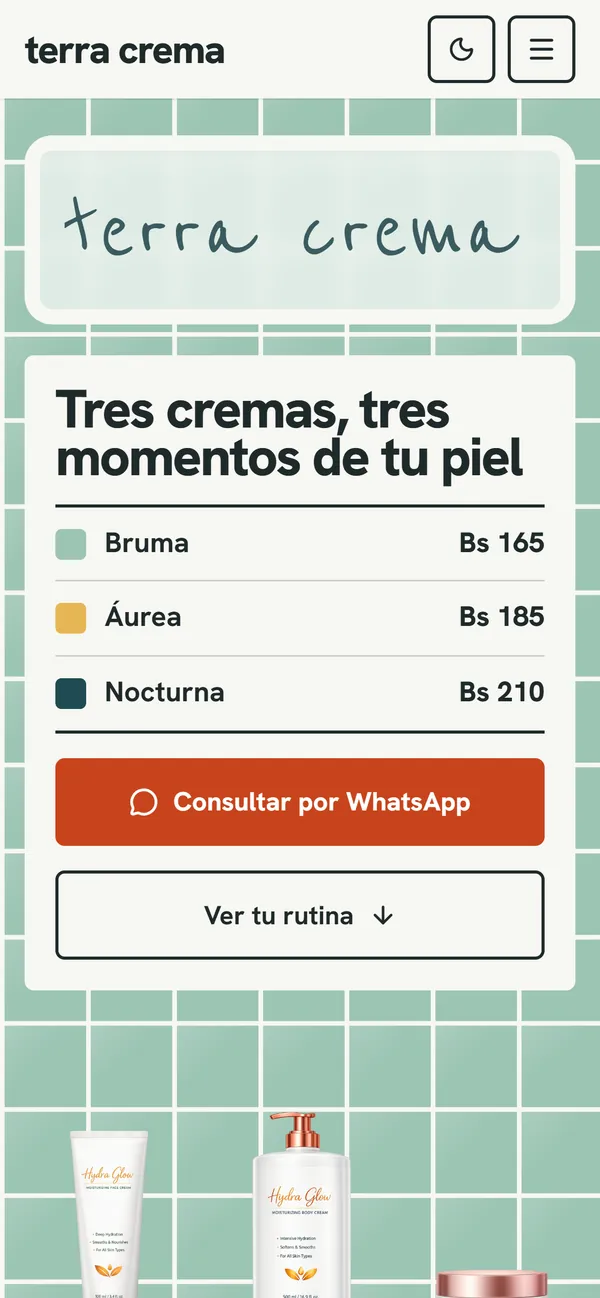 terra crema
terra crema
Tres cremas, tres
momentos de tu piel
Bruma Bs 165
Áurea Bs 185
Nocturna Bs 210
Consultar por WhatsApp
Ver tu rutina
Hydra Glow
MOISTURIZING FACE CREAM
• Deep Hydration
• Smooths & Nourishes
• For All Skin Types
Hydra Glow
MOISTURIZING BODY CREAM
• Intensive Hydration
• Softens & Smooths
• For All Skin Types